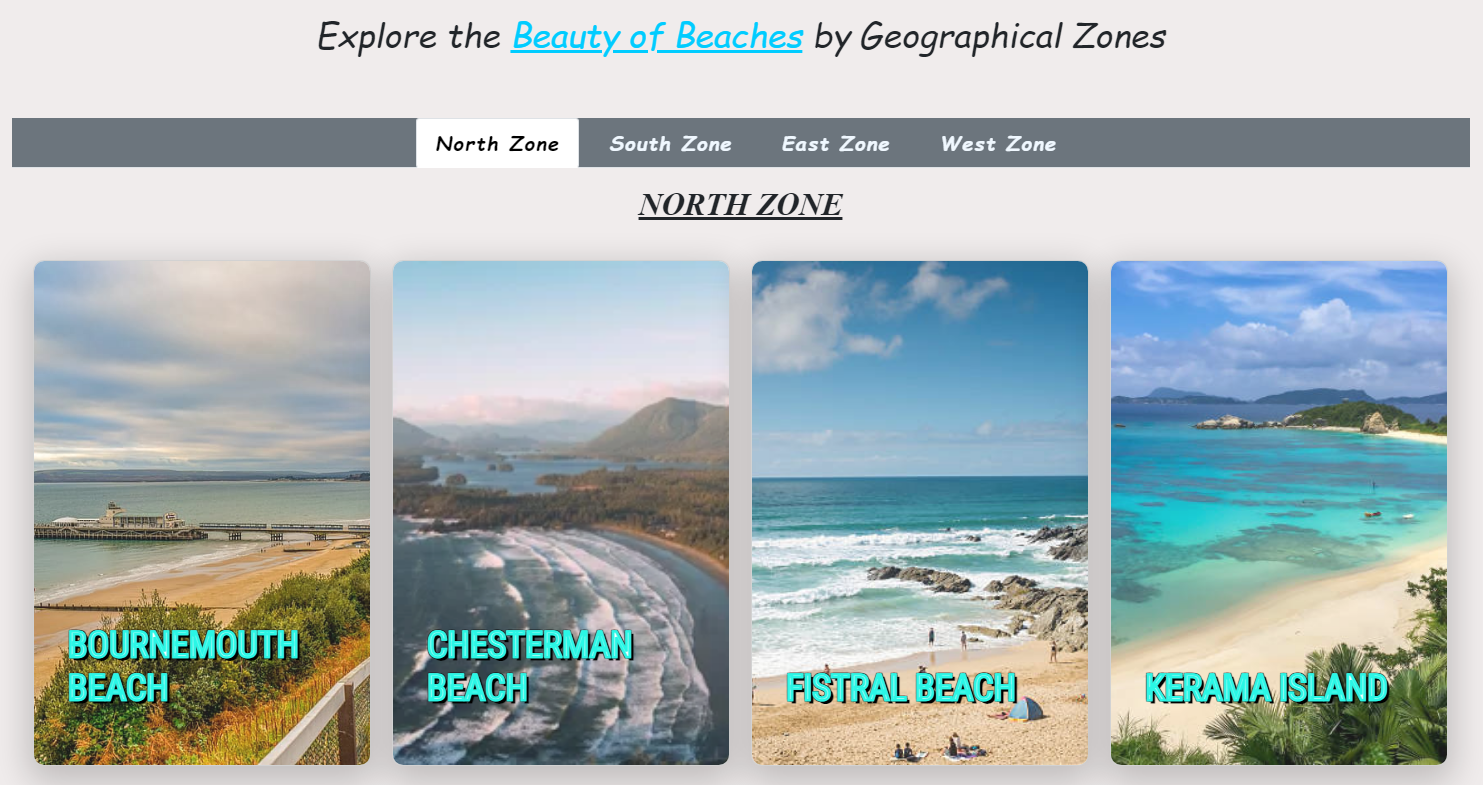 Explore the Beauty of Beaches by Geographical Zones
North Zone South Zone East Zone West Zone
NORTH ZONE
BOURNEMOUTH
BEACH
CHESTERMAN
BEACH
FISTRAL BEACH
KERAMA ISLAND